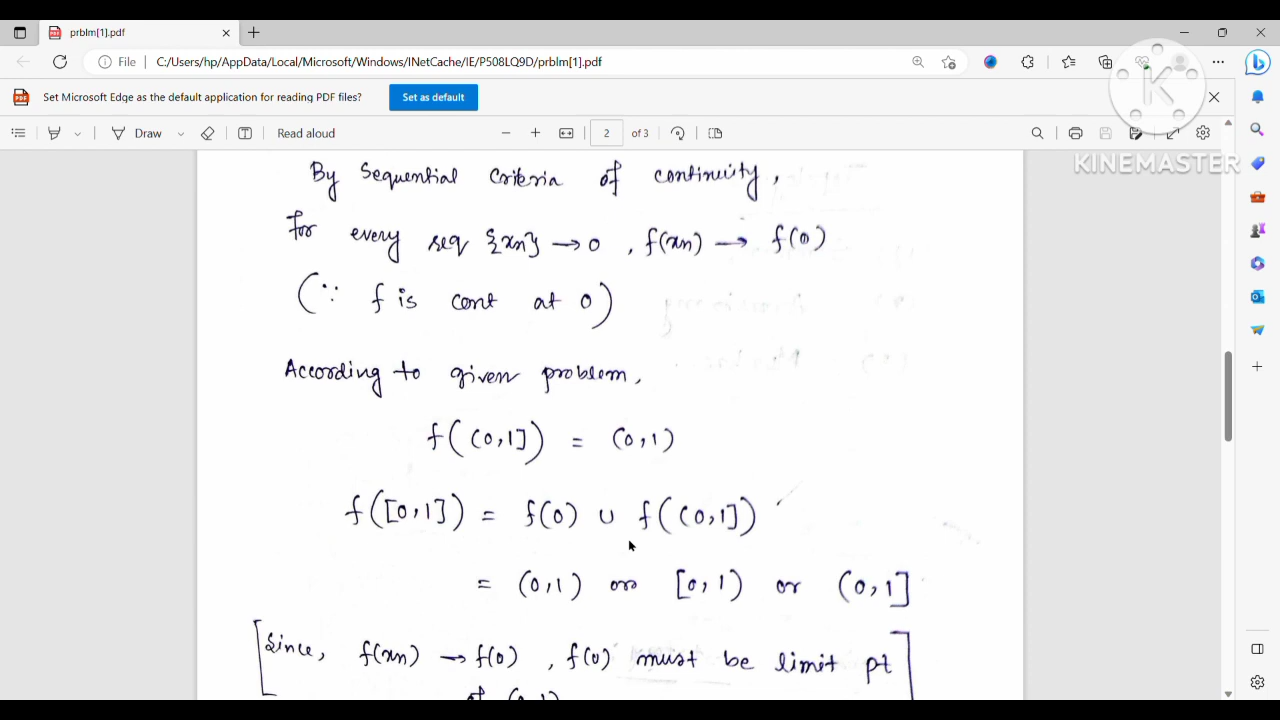 prblm[1].pdf
File
C:/Users/hp/AppData/Local/Microsoft/Windows/INetCache/IE/P508LQ9D/prblm[1].pdf
Set Microsoft Edge as the default application for reading PDF files?
Set as default
Draw
Read aloud
2
of 3
K
KINEMASTER
By Sequential Criteria of continuity,
for every seq {xn} → 0 , f(xn) → f(0)
(∵ f is cont at 0)
According to given problem,
f((0,1]) = (0,1)
f([0,1]) = f(0) ∪ f((0,1])
= (0,1) or [0,1) or (0,1]
[Since, f(xn) → f(0) , f(0) must be limit pt
of (0,1)